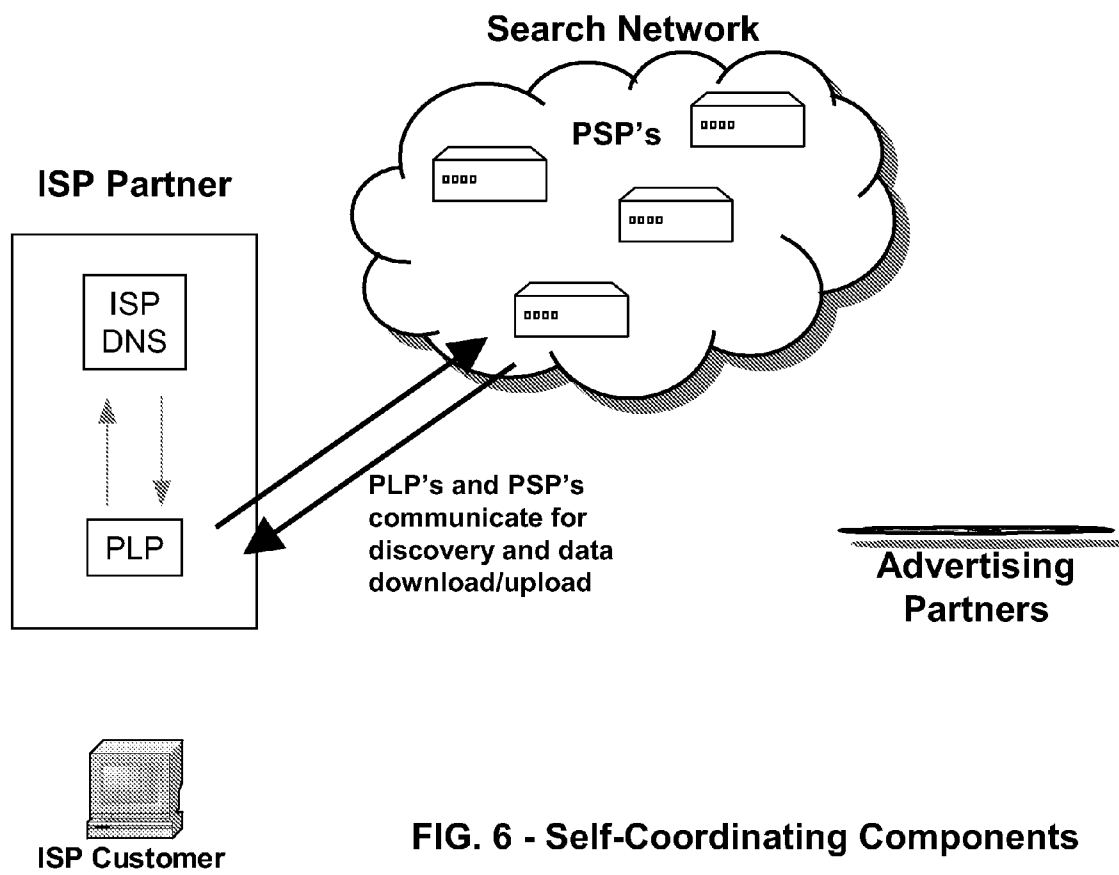 Search Network
PSP's
ISP Partner
ISP
DNS
PLP
PLP's and PSP's
communicate for
discovery and data
download/upload
Advertising
Partners
ISP Customer
FIG. 6 - Self-Coordinating Components